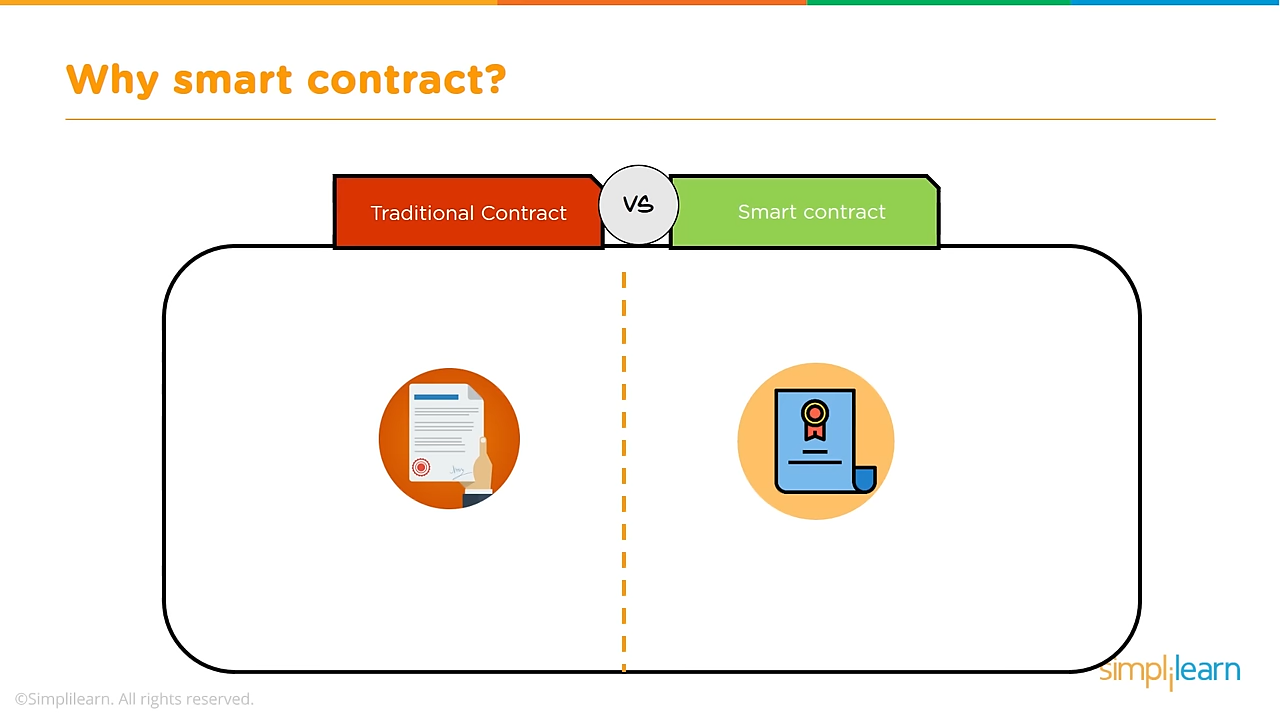 Why smart contract?
Traditional Contract
VS
Smart contract
simplilearn
©Simplilearn. All rights reserved.